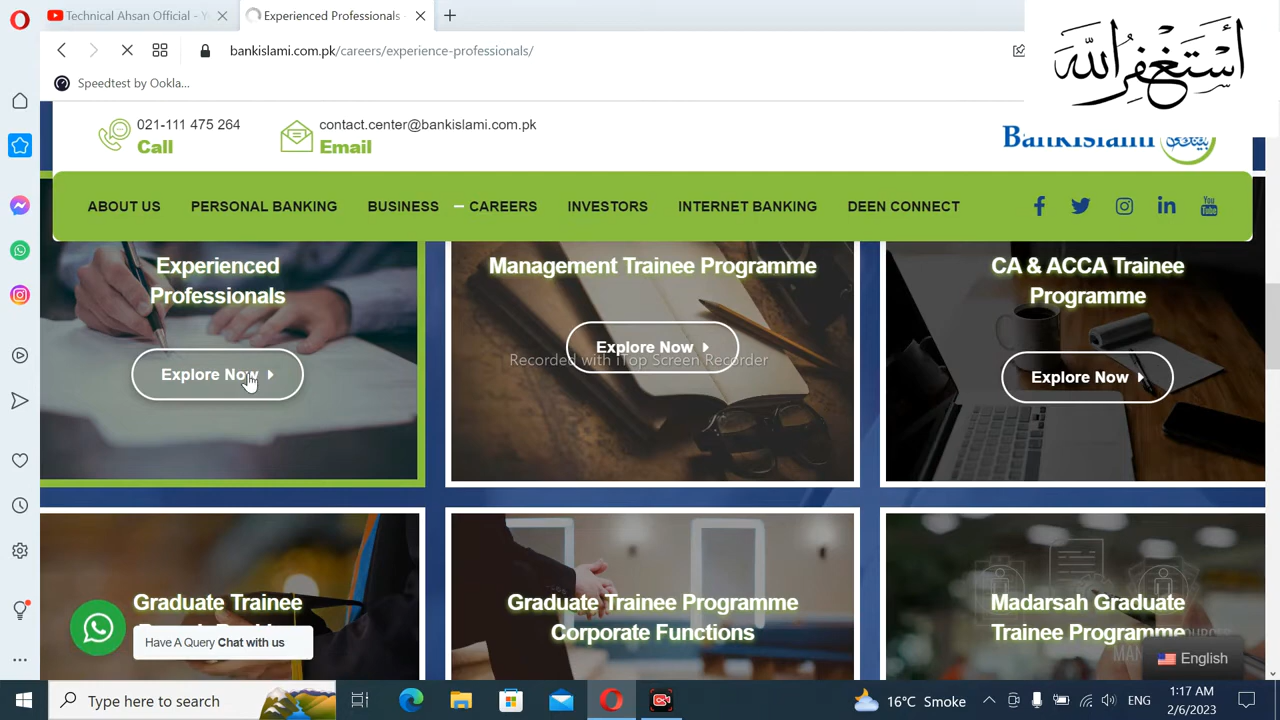 Technical Ahsan Official - Y
Experienced Professionals -
bankislami.com.pk/careers/experience-professionals/
أستغفر الله
Speedtest by Ookla...
021-111 475 264
Call
contact.center@bankislami.com.pk
Email
BankIslami
ABOUT US
PERSONAL BANKING
BUSINESS
CAREERS
INVESTORS
INTERNET BANKING
DEEN CONNECT
You
Tube
Experienced
Professionals
Explore Now
Management Trainee Programme
Explore Now
CA & ACCA Trainee
Programme
Explore Now
Recorded with iTop Screen Recorder
Graduate Trainee
Graduate Trainee Programme
Corporate Functions
Madarsah Graduate
Trainee Programme
Have A Query Chat with us
English
Type here to search
16°C Smoke
ENG
1:17 AM
2/6/2023